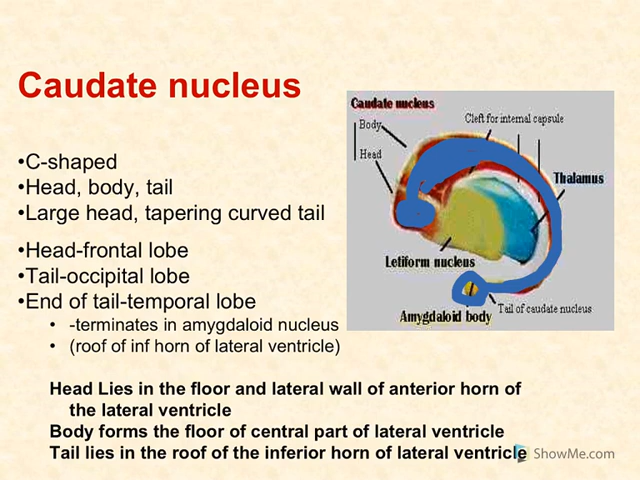 Caudate nucleus
•C-shaped
•Head, body, tail
•Large head, tapering curved tail
•Head-frontal lobe
•Tail-occipital lobe
•End of tail-temporal lobe
• -terminates in amygdaloid nucleus
• (roof of inf horn of lateral ventricle)
Caudate nucleus
Body
Head
Cleft for internal capsule
Thalamus
Letiform nucleus
Amygdaloid body
Tail of caudate nucleus
Head Lies in the floor and lateral wall of anterior horn of
the lateral ventricle
Body forms the floor of central part of lateral ventricle
Tail lies in the roof of the inferior horn of lateral ventricle
ShowMe.com